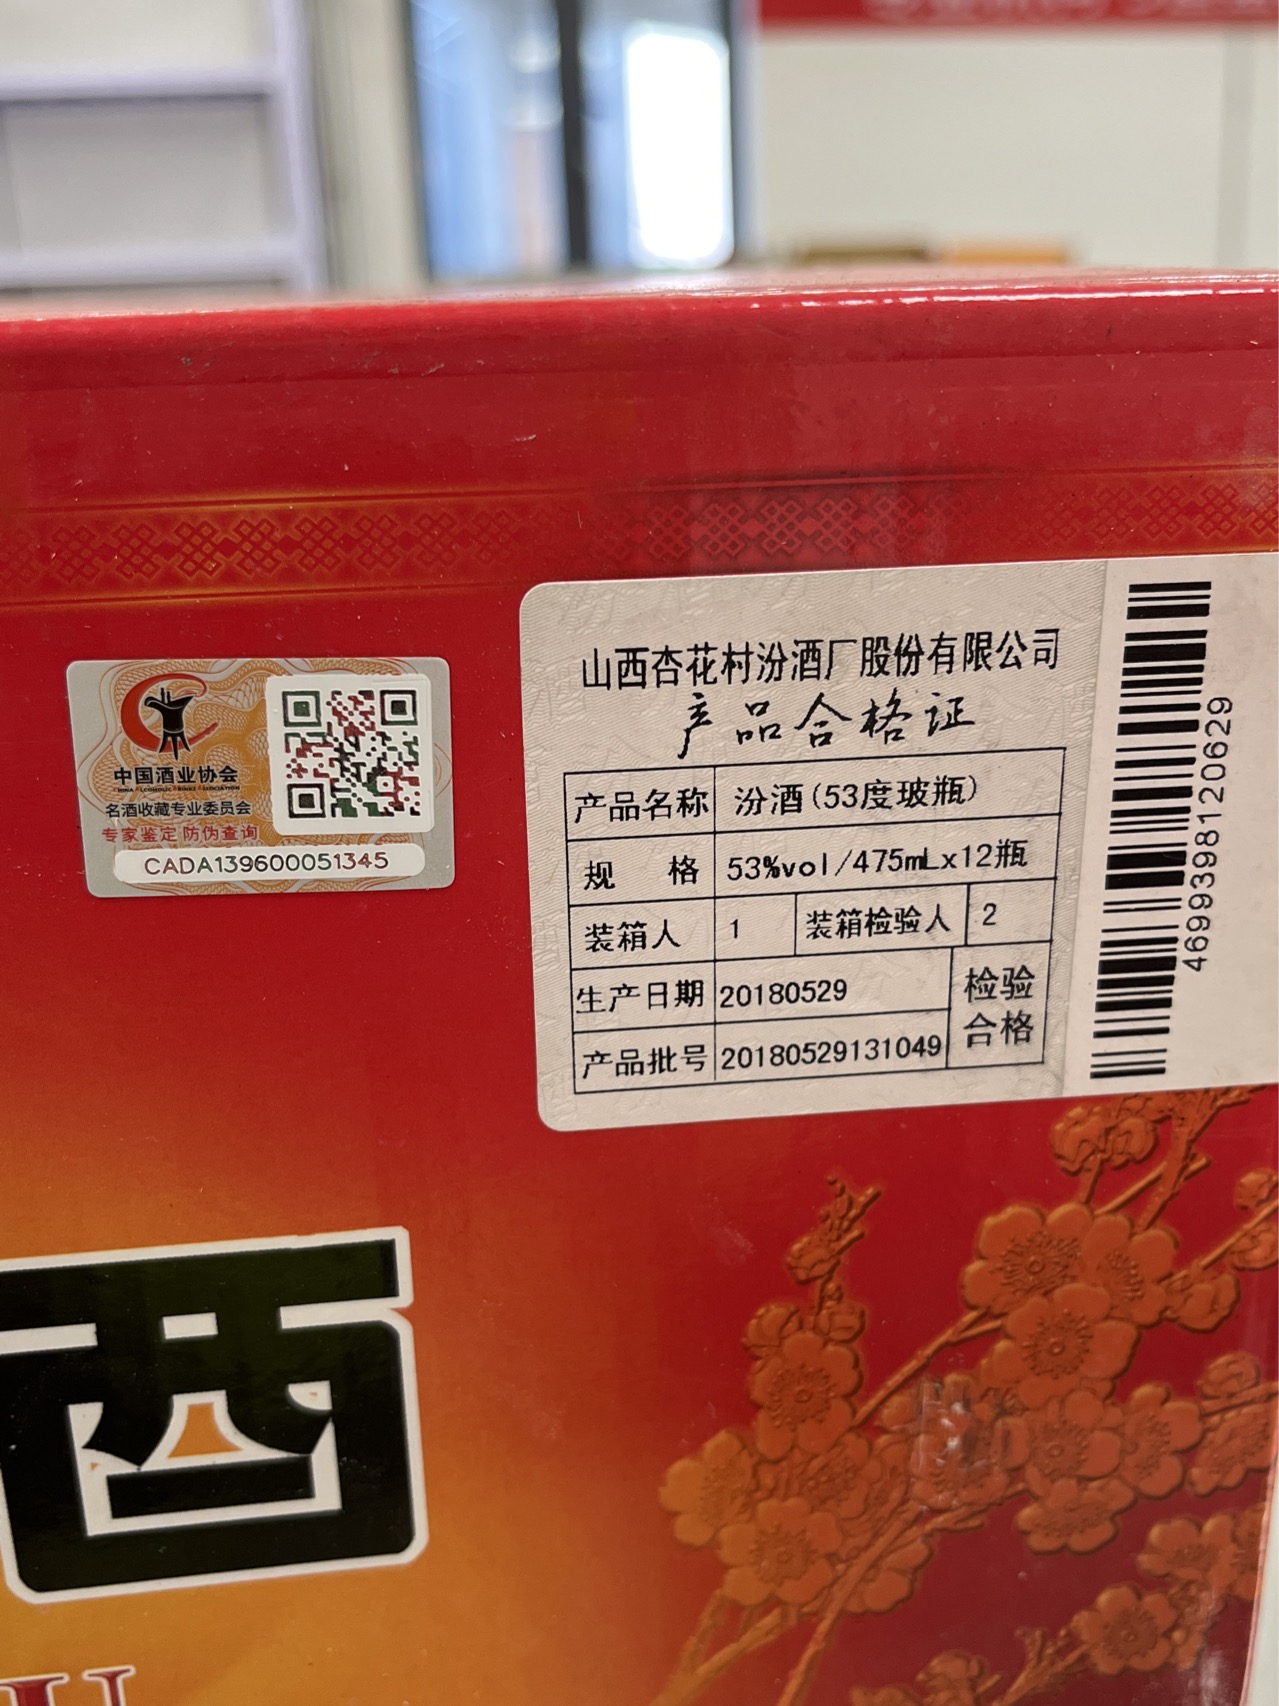 山西杏花村汾酒厂股份有限公司
产品合格证
产品名称 汾酒(53度玻瓶)
规 格 53%vol/475mLx12瓶
装箱人 1 装箱检验人 2
生产日期 20180529 检验
产品批号 20180529131049 合格
4699398120629
中国酒业协会
CHINA ALCOHOLIC DRINKS ASSOCIATION
名酒收藏专业委员会
专家鉴定 防伪查询
CADA139600051345